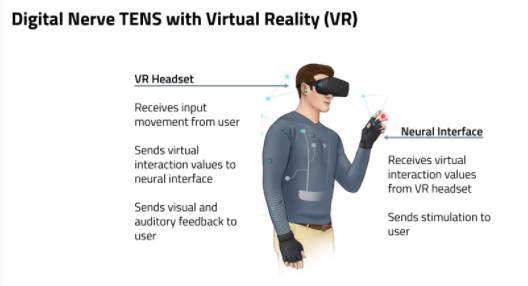 Digital Nerve TENS with Virtual Reality (VR)
VR Headset
Receives input
movement from user
Sends virtual
interaction values to
neural interface
Sends visual and
auditory feedback to
user
Neural Interface
Receives virtual
interaction values
from VR headset
Sends stimulation to
user